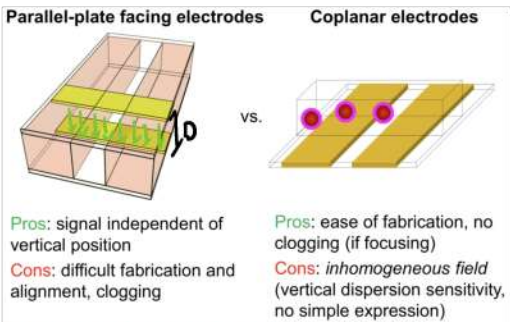 Parallel-plate facing electrodes
Coplanar electrodes
D
vs.
Pros: signal independent of
vertical position
Cons: difficult fabrication and
alignment, clogging
Pros: ease of fabrication, no
clogging (if focusing)
Cons: inhomogeneous field
(vertical dispersion sensitivity,
no simple expression)